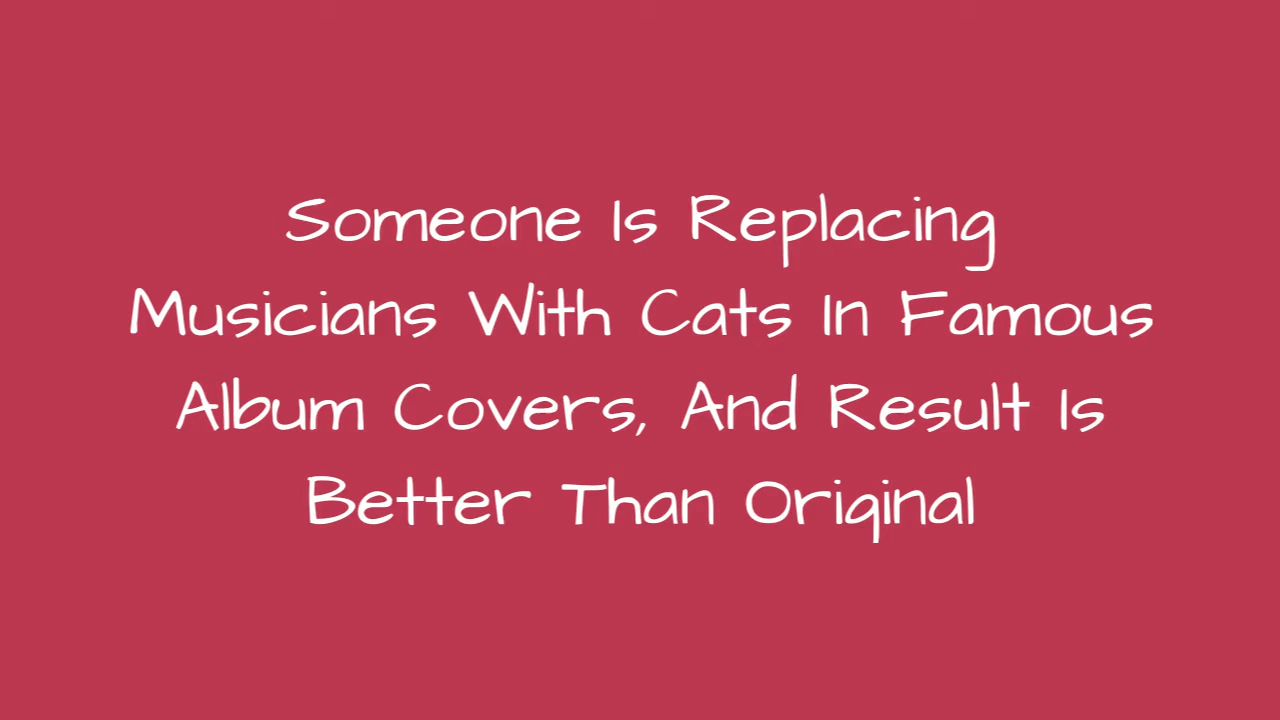 Someone Is Replacing
Musicians With Cats In Famous
Album Covers, And Result Is
Better Than Original